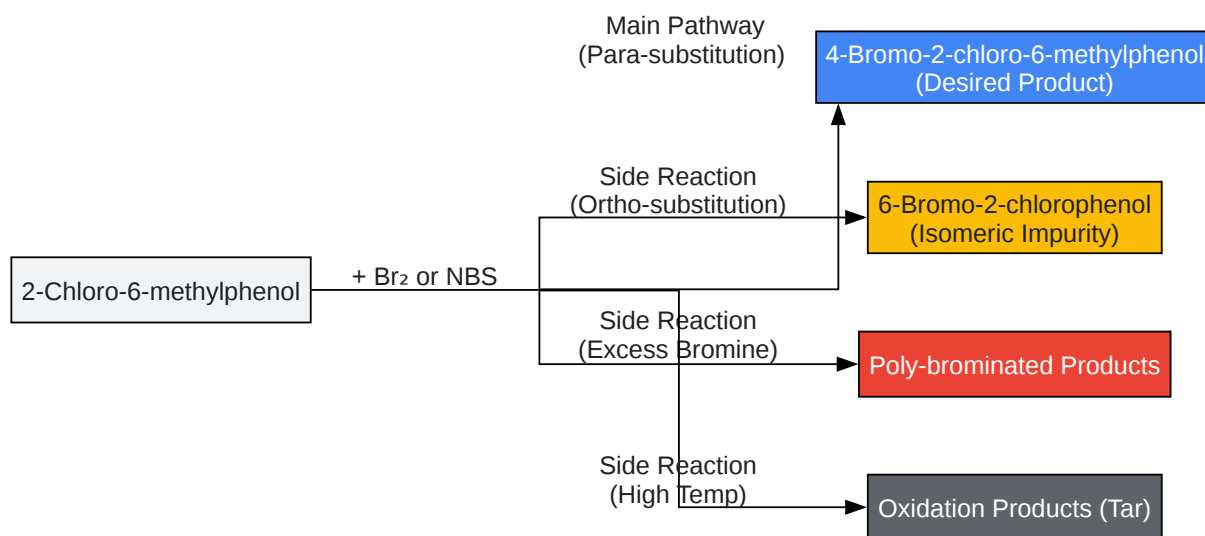 Main Pathway
(Para-substitution)
4-Bromo-2-chloro-6-methylphenol
(Desired Product)
Side Reaction
(Ortho-substitution)
6-Bromo-2-chlorophenol
(Isomeric Impurity)
2-Chloro-6-methylphenol
+ Br₂ or NBS
Side Reaction
(Excess Bromine)
Poly-brominated Products
Side Reaction
(High Temp)
Oxidation Products (Tar)